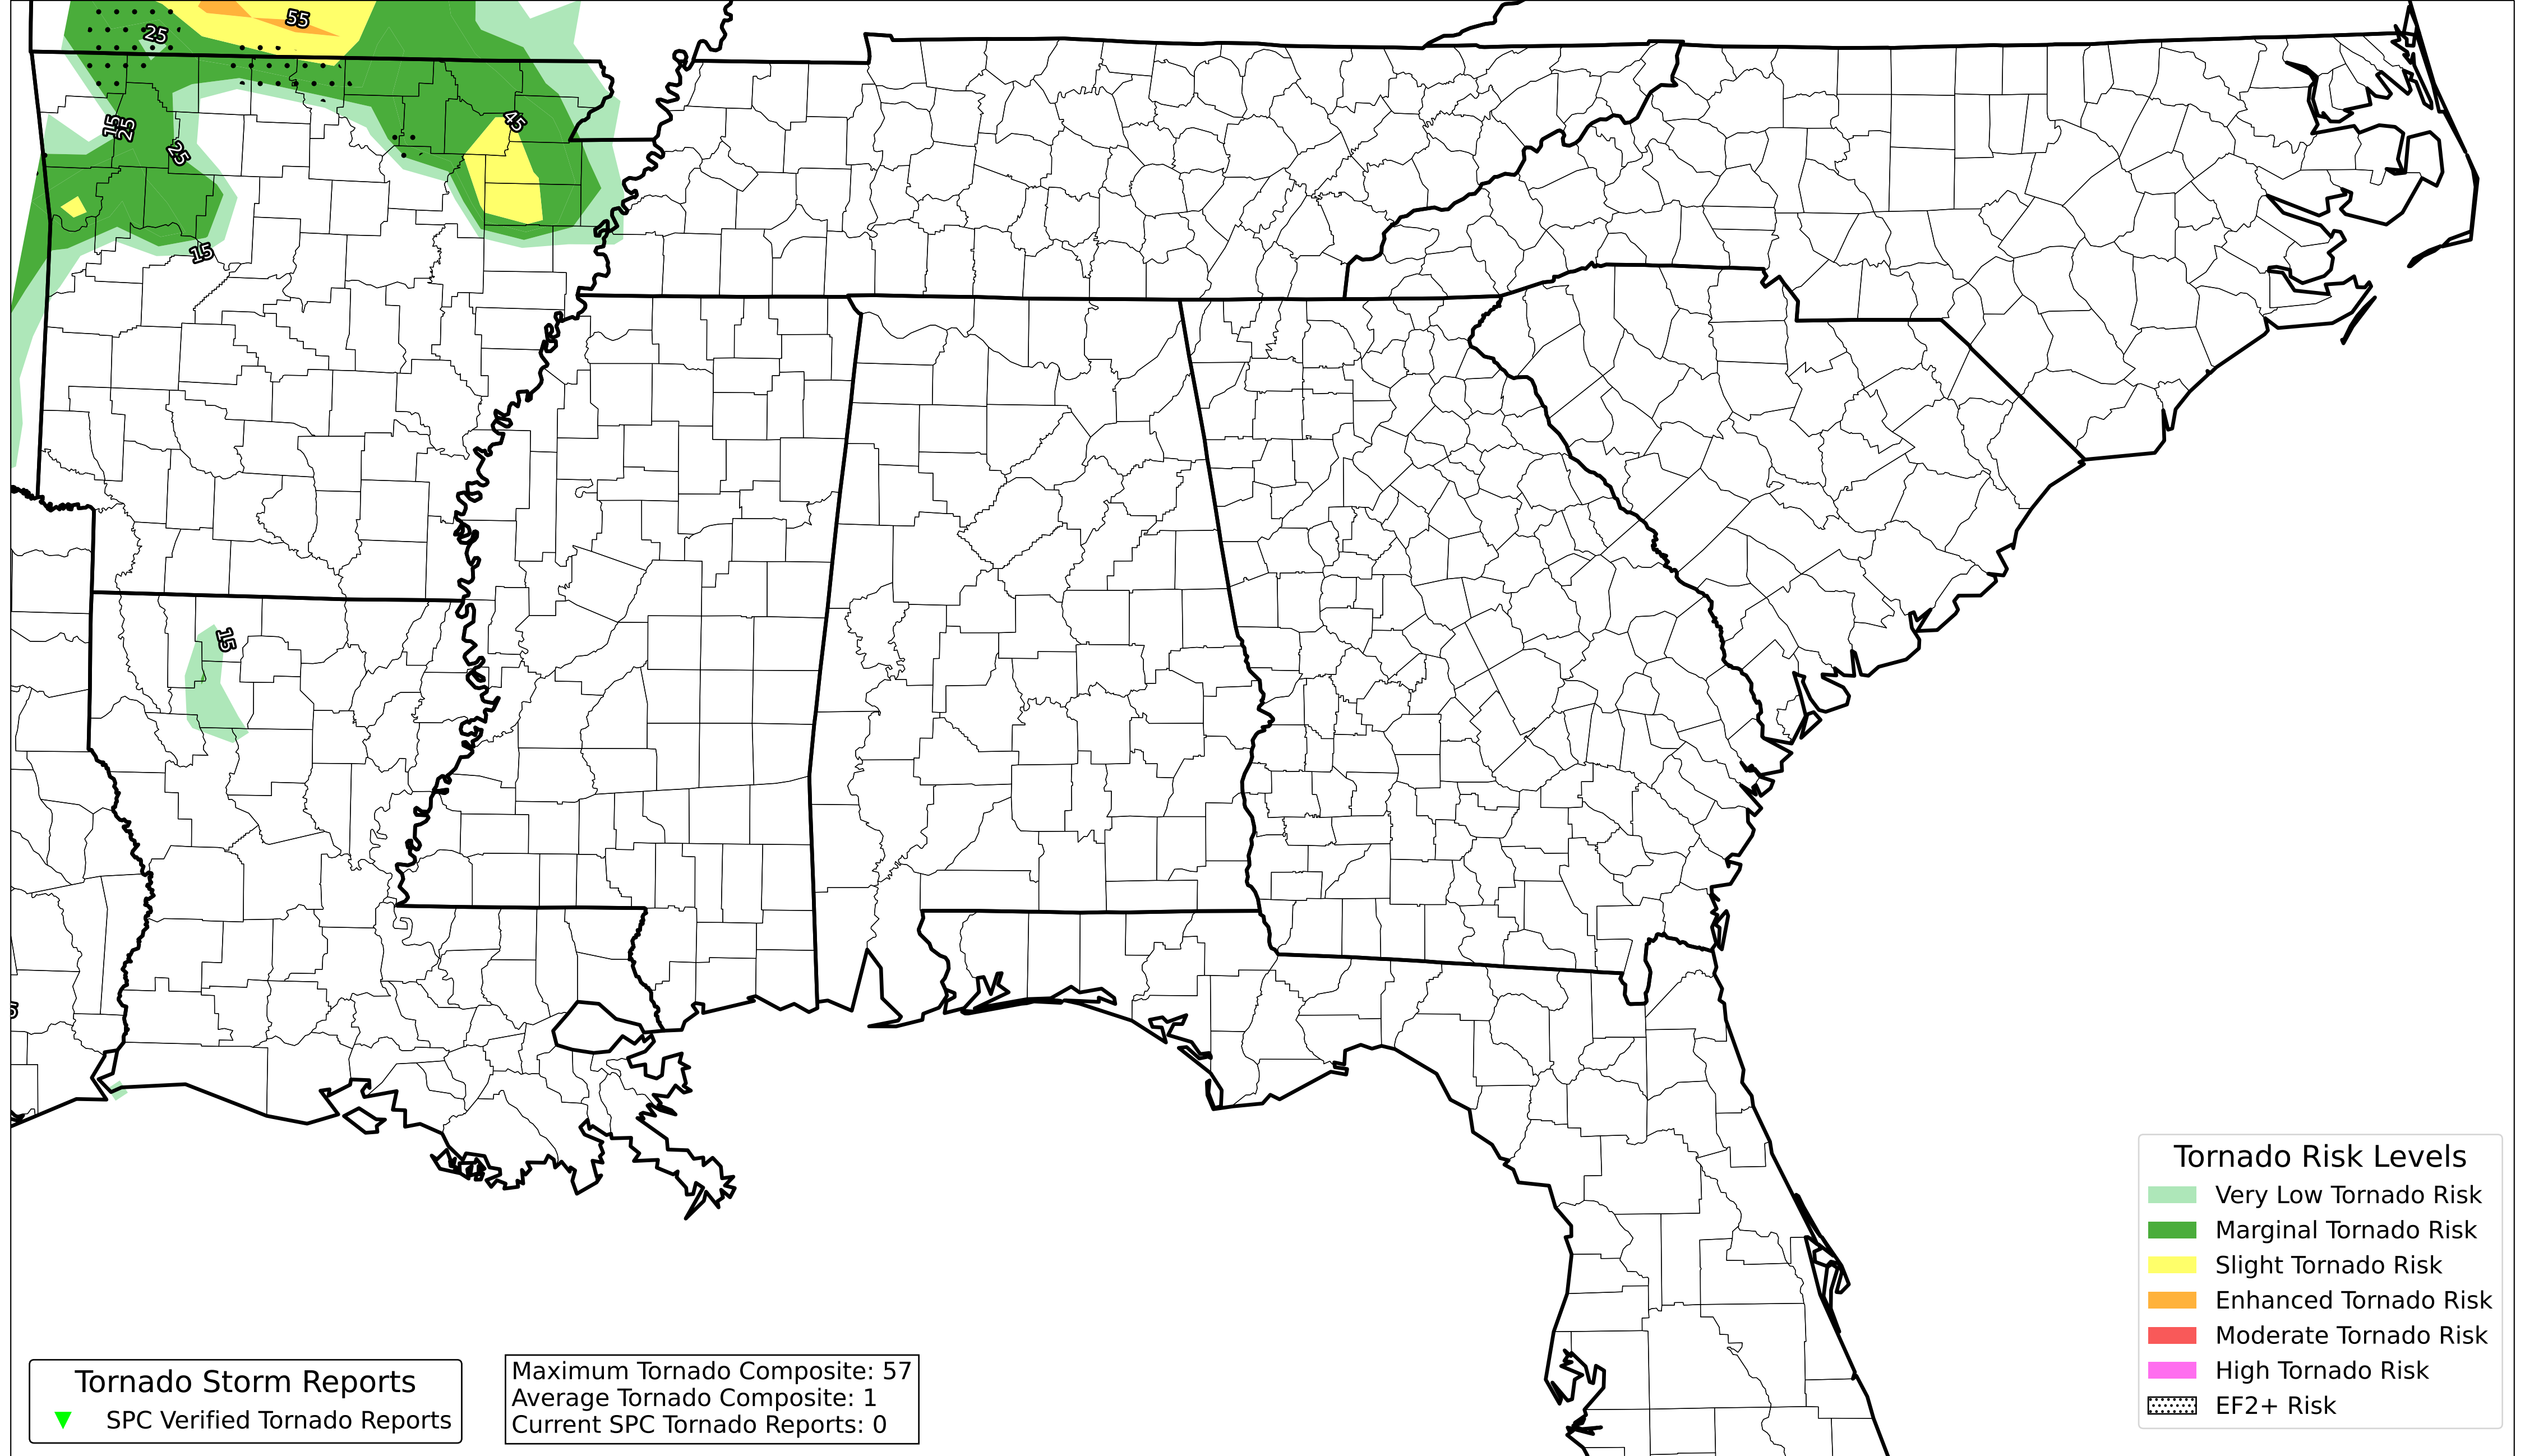 55
25
45
15
25
25
15
15
Tornado Risk Levels
Very Low Tornado Risk
Marginal Tornado Risk
Slight Tornado Risk
Enhanced Tornado Risk
Moderate Tornado Risk
High Tornado Risk
EF2+ Risk
Tornado Storm Reports
SPC Verified Tornado Reports
Maximum Tornado Composite: 57
Average Tornado Composite: 1
Current SPC Tornado Reports: 0